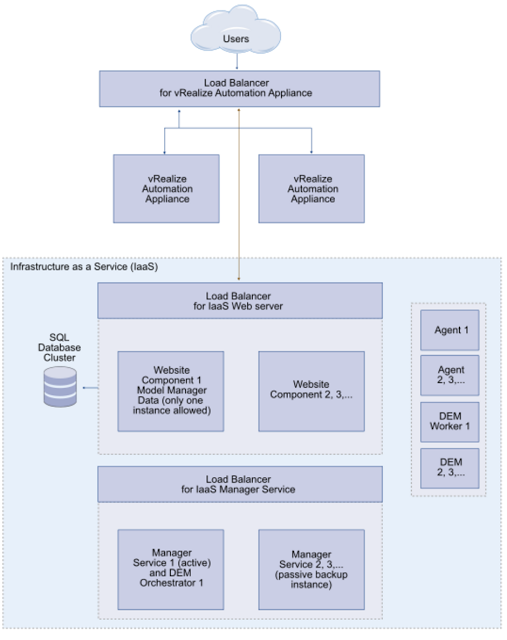 Users
Load Balancer
for vRealize Automation Appliance
vRealize
Automation
Appliance
vRealize
Automation
Appliance
Infrastructure as a Service (IaaS)
Load Balancer
for IaaS Web server
SQL
Database
Cluster
Website
Component 1
Model Manager
Data (only one
instance allowed)
Website
Component 2, 3,...
Agent 1
Agent
2, 3,...
DEM
Worker 1
DEM
2, 3,...
Load Balancer
for IaaS Manager Service
Manager
Service 1 (active)
and DEM
Orchestrator 1
Manager
Service 2, 3,...
(passive backup
instance)